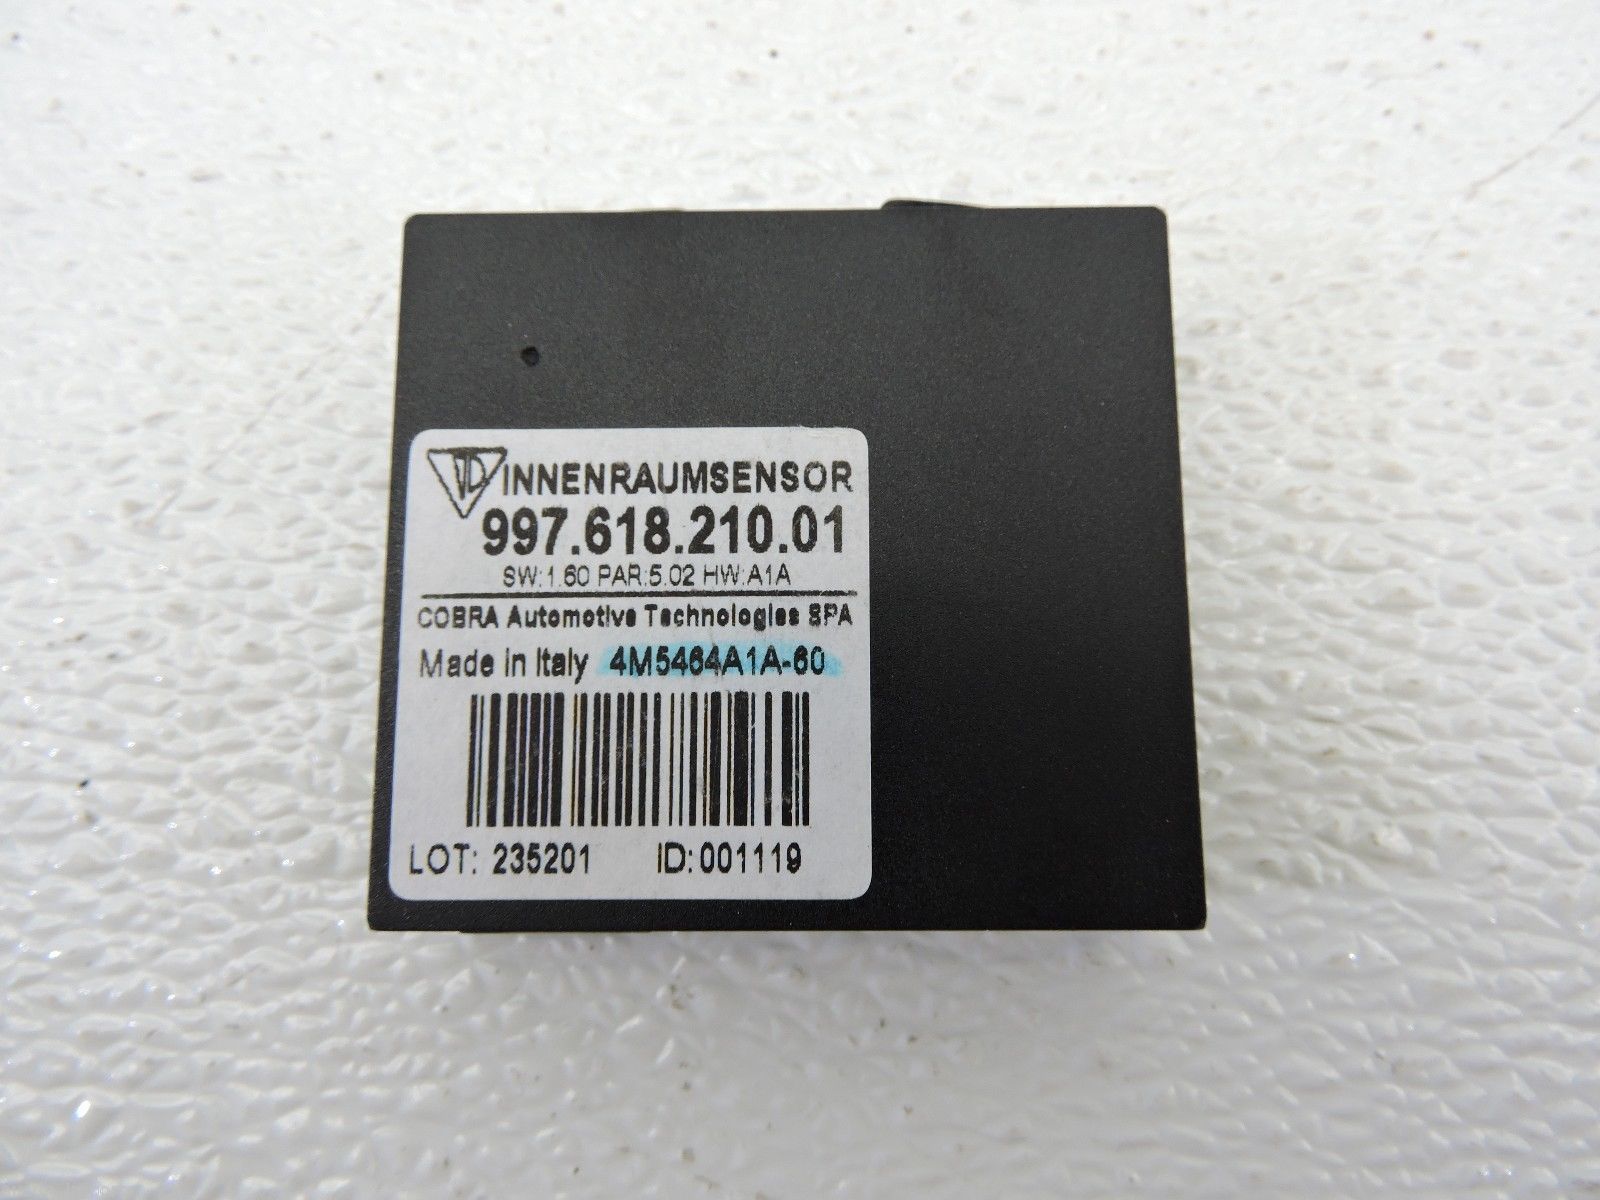 INNENRAUMSENSOR
997.618.210.01
SW:1.60 PAR:5.02 HW:A1A
COBRA Automotive Technologies SPA
Made in Italy 4M5464A1A-60
LOT: 235201 ID:001119